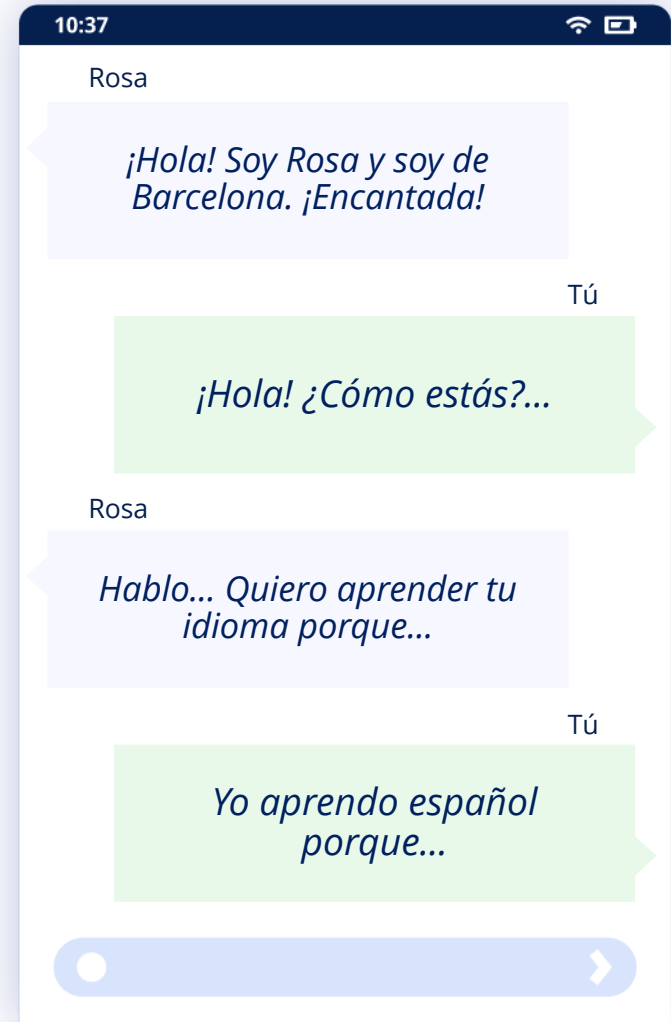 10:37
Rosa
¡Hola! Soy Rosa y soy de
Barcelona. ¡Encantada!
Tú
¡Hola! ¿Cómo estás?...
Rosa
Hablo... Quiero aprender tu
idioma porque...
Tú
Yo aprendo español
porque...